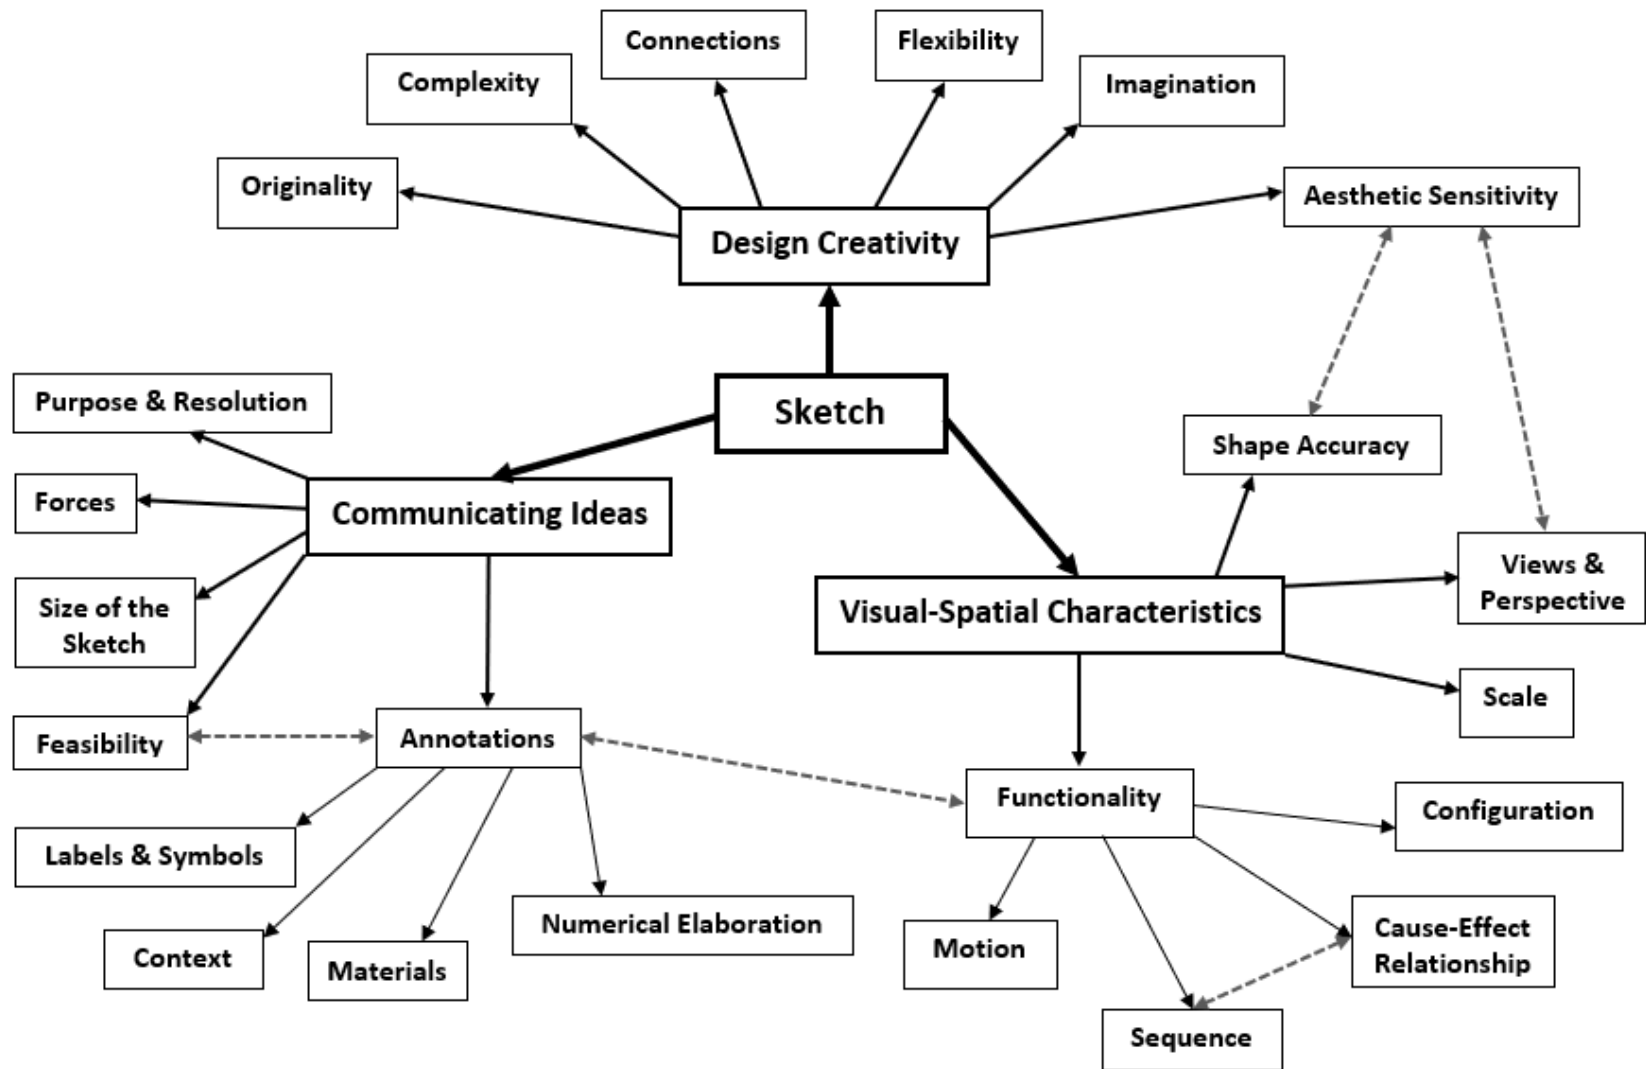 Connections
Flexibility
Complexity
Imagination
Originality
Aesthetic Sensitivity
Design Creativity
Purpose & Resolution
Sketch
Shape Accuracy
Forces
Communicating Ideas
Views &
Perspective
Size of the
Sketch
Visual-Spatial Characteristics
Scale
Feasibility
Annotations
Functionality
Configuration
Labels & Symbols
Numerical Elaboration
Cause-Effect
Relationship
Context
Materials
Motion
Sequence